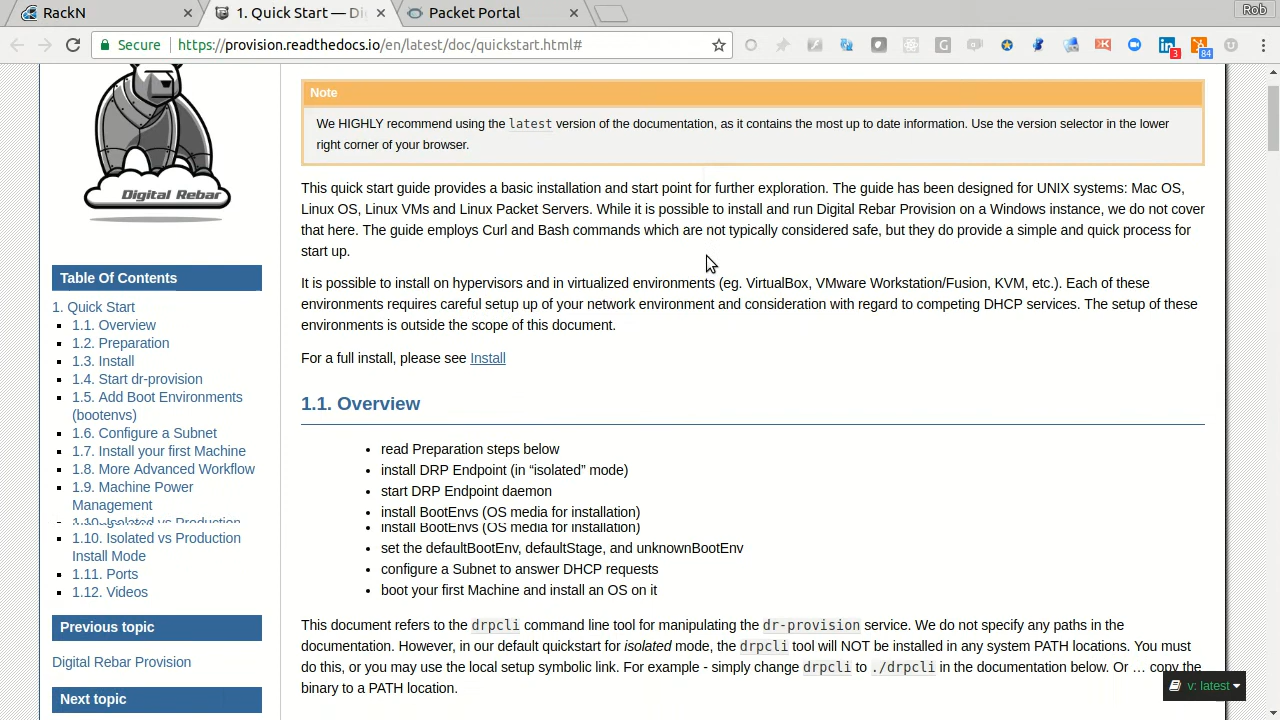 RackN
1. Quick Start — Di
Packet Portal
Rob
Secure
https://provision.readthedocs.io/en/latest/doc/quickstart.html#
3
84
Digital Rebar
Table Of Contents
1. Quick Start
1.1. Overview
1.2. Preparation
1.3. Install
1.4. Start dr-provision
1.5. Add Boot Environments
(bootenvs)
1.6. Configure a Subnet
1.7. Install your first Machine
1.8. More Advanced Workflow
1.9. Machine Power
Management
1.10. Isolated vs Production
1.10. Isolated vs Production
Install Mode
1.11. Ports
1.12. Videos
Previous topic
Digital Rebar Provision
Next topic
Note
We HIGHLY recommend using the latest version of the documentation, as it contains the most up to date information. Use the version selector in the lower
right corner of your browser.
This quick start guide provides a basic installation and start point for further exploration. The guide has been designed for UNIX systems: Mac OS,
Linux OS, Linux VMs and Linux Packet Servers. While it is possible to install and run Digital Rebar Provision on a Windows instance, we do not cover
that here. The guide employs Curl and Bash commands which are not typically considered safe, but they do provide a simple and quick process for
start up.
It is possible to install on hypervisors and in virtualized environments (eg. VirtualBox, VMware Workstation/Fusion, KVM, etc.). Each of these
environments requires careful setup up of your network environment and consideration with regard to competing DHCP services. The setup of these
environments is outside the scope of this document.
For a full install, please see Install
1.1. Overview
• read Preparation steps below
• install DRP Endpoint (in “isolated” mode)
• start DRP Endpoint daemon
• install BootEnvs (OS media for installation)
• install BootEnvs (OS media for installation)
• set the defaultBootEnv, defaultStage, and unknownBootEnv
• configure a Subnet to answer DHCP requests
• boot your first Machine and install an OS on it
This document refers to the drpcli command line tool for manipulating the dr-provision service. We do not specify any paths in the
documentation. However, in our default quickstart for isolated mode, the drpcli tool will NOT be installed in any system PATH locations. You must
do this, or you may use the local setup symbolic link. For example - simply change drpcli to ./drpcli in the documentation below. Or … copy the
binary to a PATH location.
v: latest